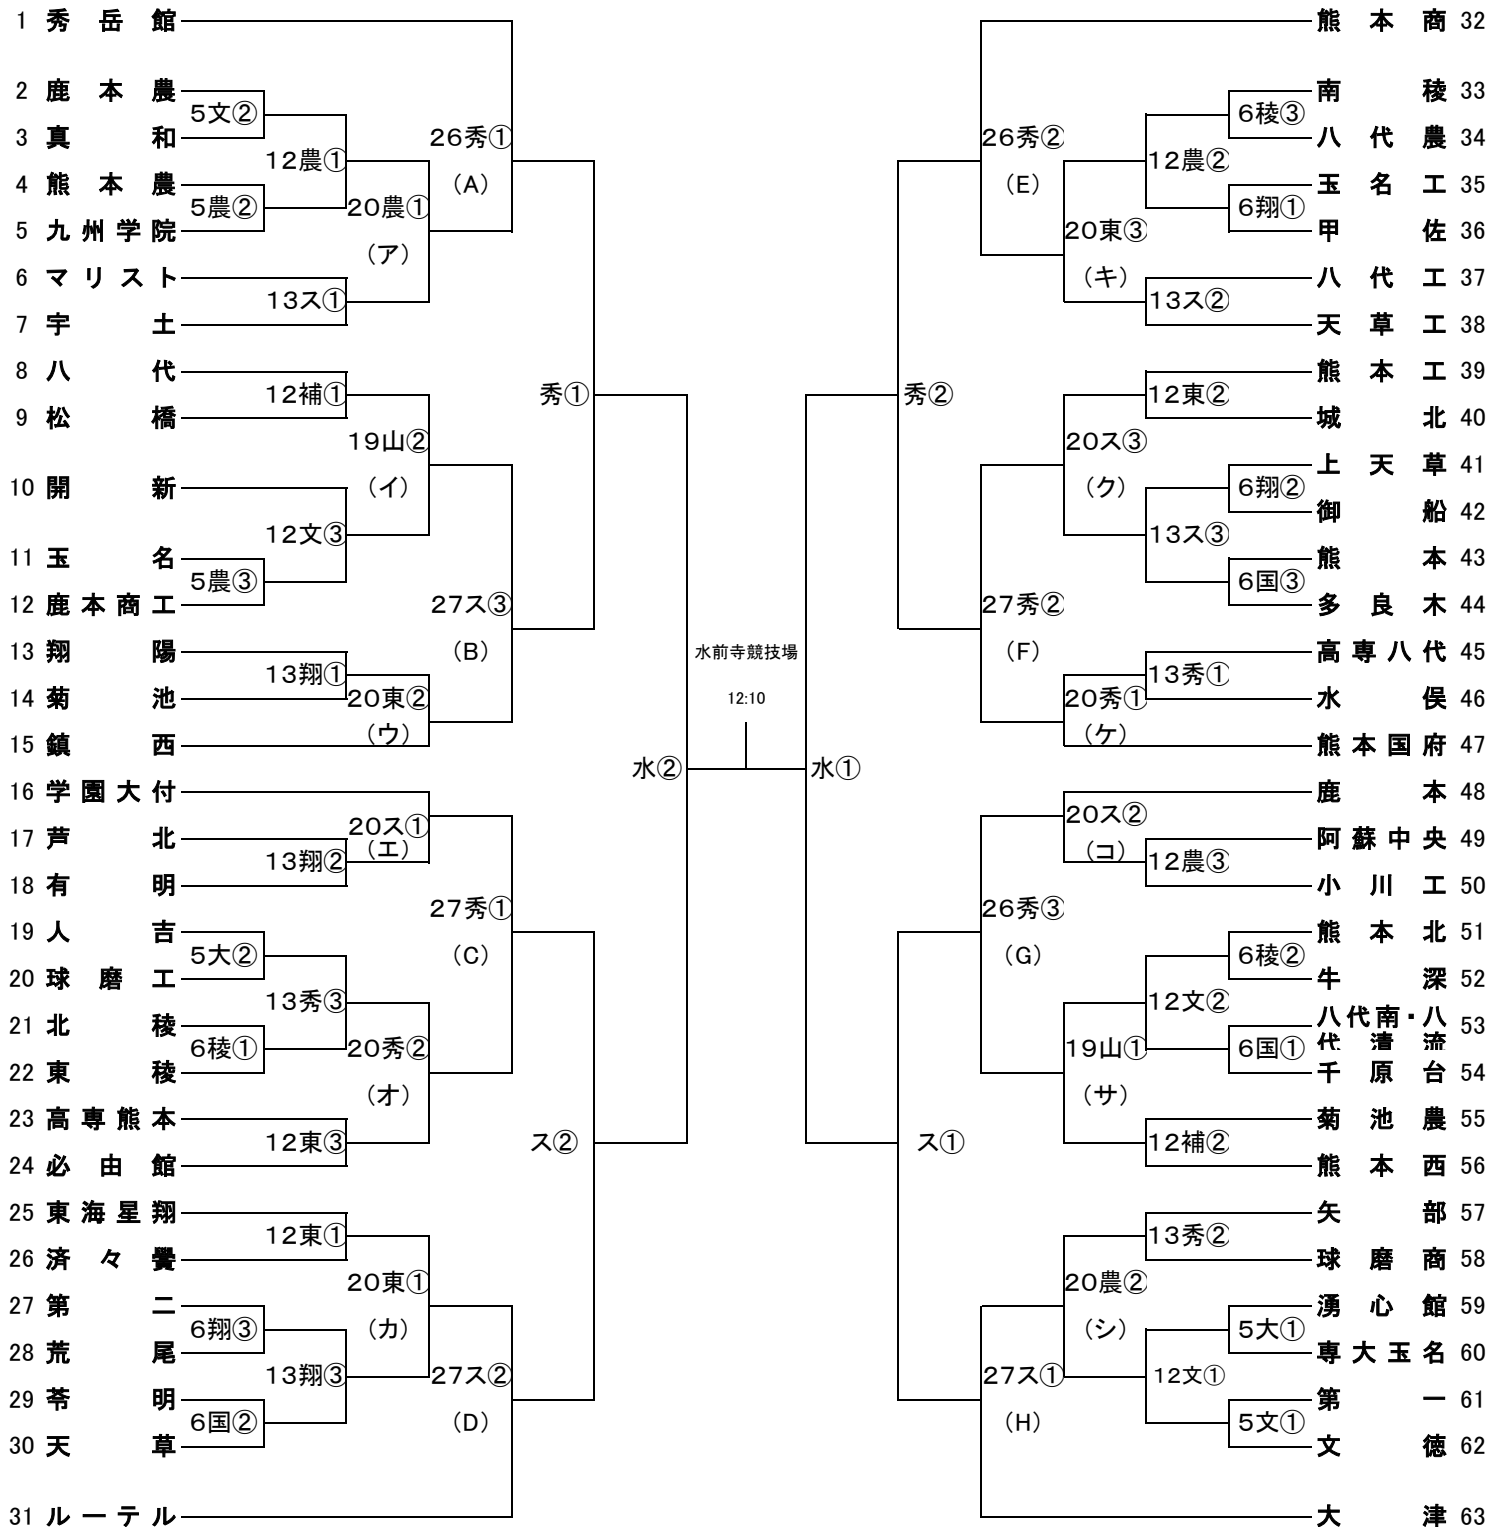 1 秀岳館
2 鹿本農
5文②
3 真和
26秀①
12農①
4 熊本農
(A)
5農②
20農①
5 九州学院
(ア)
6 マリスト
13ス①
7 宇土
8 八代
12補①
秀①
9 松橋
19山②
10 開新
(イ)
12文③
11 玉名
5農③
12 鹿本商工
27ス③
13 翔陽
(B)
13翔①
14 菊池
20東②
15 鎮西
(ウ)
水②
16 学園大付
17 芦北
20ス①
(エ)
13翔②
18 有明
27秀①
19 人吉
5大②
(C)
20 球磨工
13秀③
21 北稜
6稜①
20秀②
22 東稜
(オ)
23 高専熊本
12東③
ス②
24 必由館
25 東海星翔
12東①
26 済々黌
20東①
27 第二
6翔③
(カ)
28 荒尾
13翔③
27ス②
29 苓明
6国②
(D)
30 天草
31 ルーテル
水前寺競技場
12:10
熊本商 32
南稜 33
6稜③
八代農 34
26秀②
12農②
玉名工 35
(E)
6翔①
20東③
甲佐 36
(キ)
八代工 37
13ス②
天草工 38
熊本工 39
12東②
秀②
城北 40
20ス③
上天草 41
(ク)
6翔②
御船 42
13ス③
熊本 43
6国③
多良木 44
27秀②
高専八代 45
(F)
13秀①
水俣 46
20秀①
熊本国府 47
(ケ)
水①
鹿本 48
20ス②
阿蘇中央 49
(コ)
12農③
小川工 50
26秀③
熊本北 51
(G)
6稜②
牛深 52
12文②
八代南・八
代清流 53
6国①
19山①
千原台 54
(サ)
菊池農 55
12補②
ス①
熊本西 56
矢部 57
13秀②
球磨商 58
20農②
湧心館 59
(シ)
5大①
専大玉名 60
27ス①
12文①
第一 61
(H)
5文①
文徳 62
大津 63